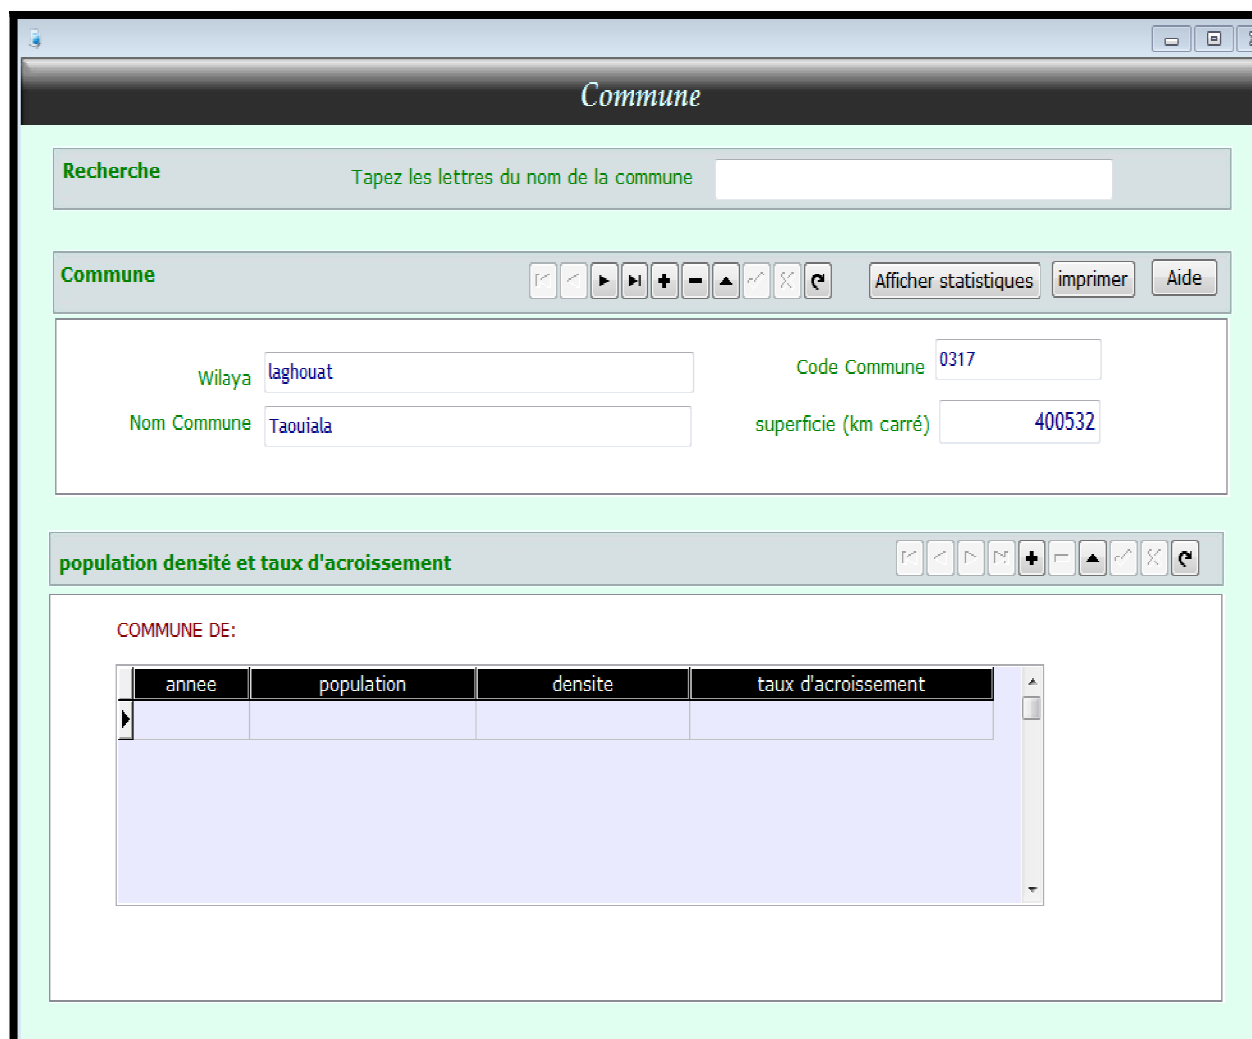 Commune
Recherche
Tapez les lettres du nom de la commune
Commune
Afficher statistiques
imprimer
Aide
Wilaya
laghouat
Code Commune
0317
Nom Commune
Taouiala
superficie (km carré)
400532
population densité et taux d'acroissement
COMMUNE DE:
annee population densite taux d'acroissement